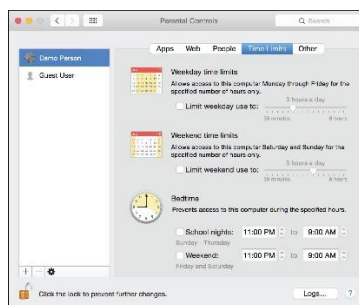 Parental Controls
Search
Apps Web People Time Limits Other
Demo Person
Guest User
Weekday time limits
Allows access to this computer Monday through Friday for the
specified number of hours only.
3 hours a day
Limit weekday use to:
30 minutes 8 hours
Weekend time limits
Allows access to this computer Saturday and Sunday for the
specified number of hours only.
5 hours a day
Limit weekend use to:
30 minutes 8 hours
Bedtime
Prevents access to this computer during the specified hours.
School nights: 11:00 PM to 9:00 AM
Sunday - Thursday
Weekend: 11:00 PM to 9:00 AM
Friday and Saturday
Click the lock to prevent further changes.
Logs...
?